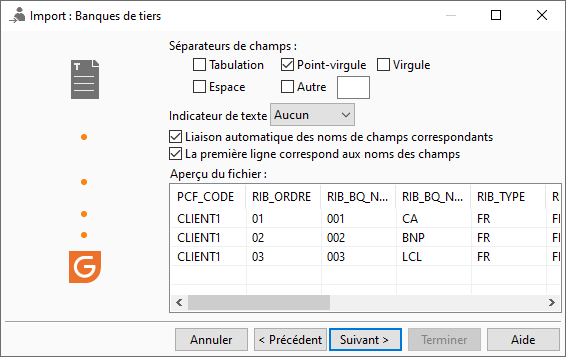 Import : Banques de tiers
Séparateurs de champs :
Tabulation Point-virgule Virgule
Espace Autre
Indicateur de texte Aucun
Liaison automatique des noms de champs correspondants
La première ligne correspond aux noms des champs
Aperçu du fichier :
PCF_CODE RIB_ORDRE RIB_BQ_N... RIB_BQ_N... RIB_TYPE R
CLIENT1 01 001 CA FR
CLIENT1 02 002 BNP FR
CLIENT1 03 003 LCL FR
Annuler < Précédent Suivant > Terminer Aide